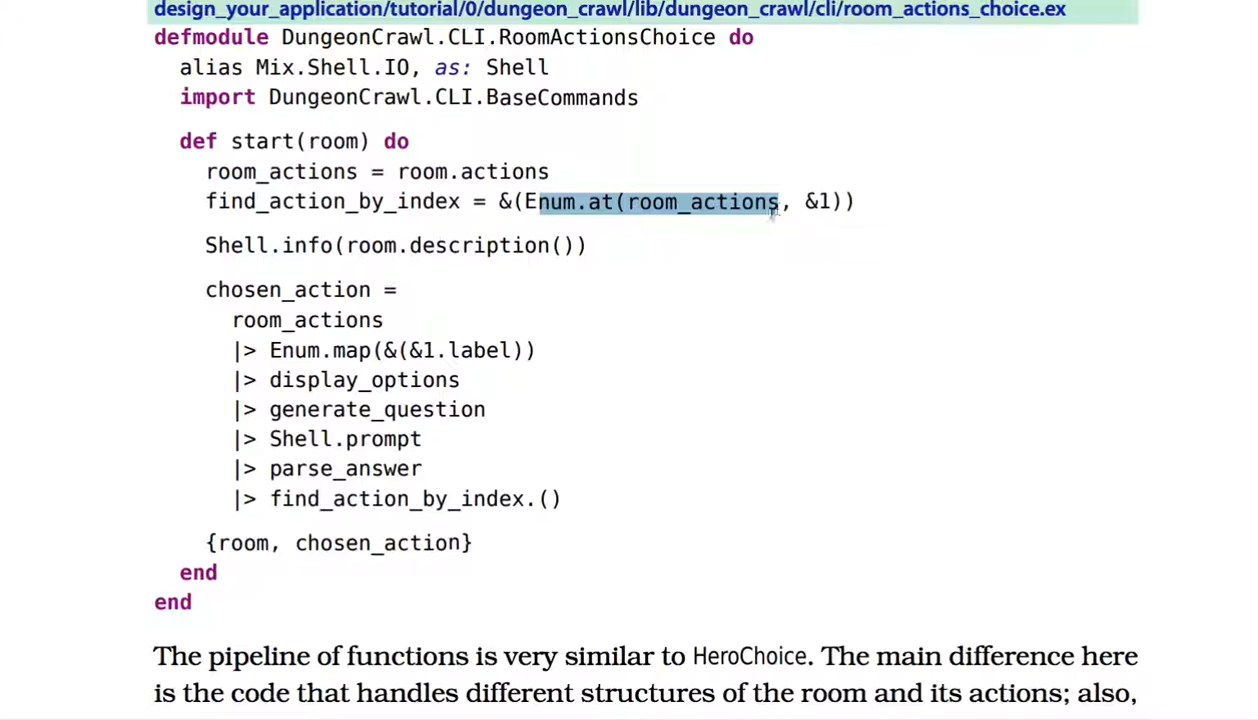 design_your_application/tutorial/0/dungeon_crawl/lib/dungeon_crawl/cli/room_actions_choice.ex
defmodule DungeonCrawl.CLI.RoomActionsChoice do
  alias Mix.Shell.IO, as: Shell
  import DungeonCrawl.CLI.BaseCommands
  def start(room) do
    room_actions = room.actions
    find_action_by_index = &(Enum.at(room_actions, &1))
    Shell.info(room.description())
    chosen_action =
      room_actions
      |> Enum.map(&(&1.label))
      |> display_options
      |> generate_question
      |> Shell.prompt
      |> parse_answer
      |> find_action_by_index.()
    {room, chosen_action}
  end
end
The pipeline of functions is very similar to HeroChoice. The main difference here
is the code that handles different structures of the room and its actions; also,